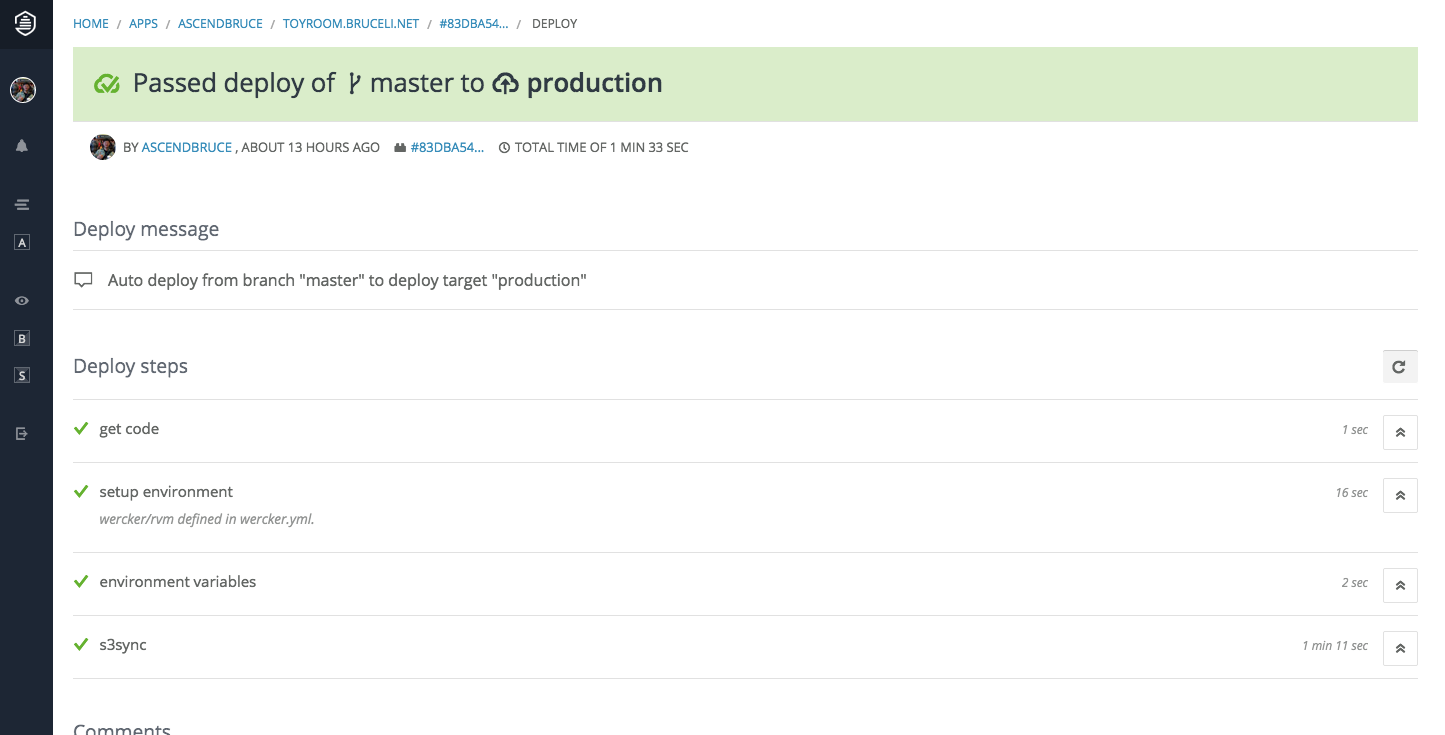 HOME / APPS / ASCENDBRUCE / TOYROOM.BRUCELI.NET / #83DBA54... / DEPLOY
Passed deploy of master to production
BY ASCENDBRUCE , ABOUT 13 HOURS AGO #83DBA54... TOTAL TIME OF 1 MIN 33 SEC
A
B
S
Deploy message
Auto deploy from branch "master" to deploy target "production"
Deploy steps
get code 1 sec
setup environment 16 sec
wercker/rvm defined in wercker.yml.
environment variables 2 sec
s3sync 1 min 11 sec
Comments